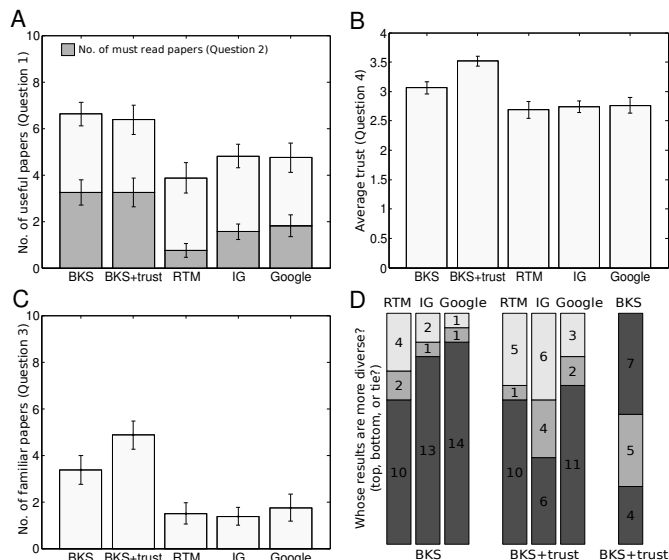 A
10
8
6
4
2
0
No. of useful papers (Question 1)
No. of must read papers (Question 2)
BKS BKS+trust RTM IG Google
B
4
3.5
3
2.5
2
1.5
1
0.5
0
Average trust (Question 4)
BKS BKS+trust RTM IG Google
C
10
8
6
4
2
0
No. of familiar papers (Question 3)
BKS BKS+trust RTM IG Google
D
Whose results are more diverse?
(top, bottom, or tie?)
RTM IG Google
4 2 1
2 1 1
10 13 14
BKS
RTM IG Google
5 6 3
1 4 2
10 6 11
BKS+trust
BKS
7
5
4
BKS+trust